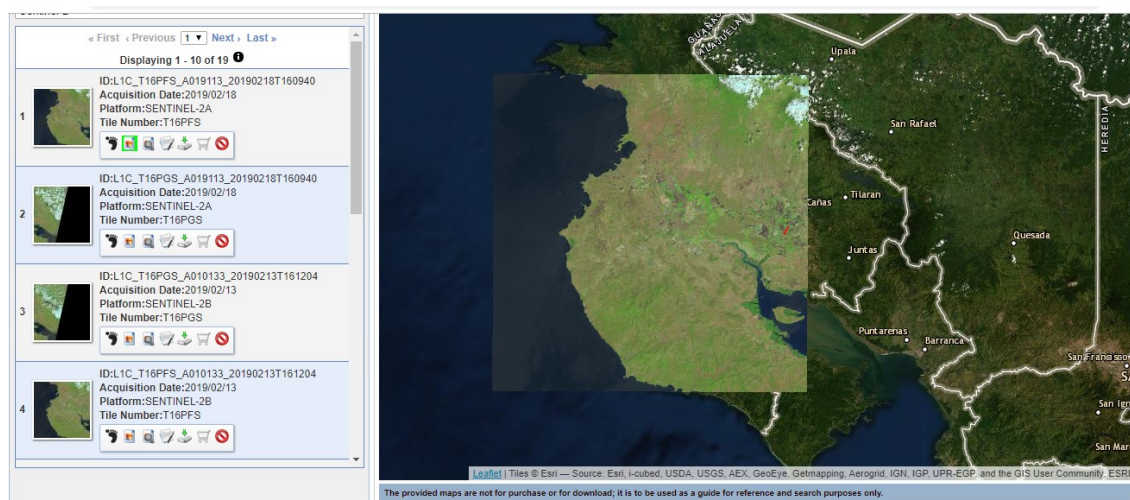 « First ‹ Previous 1 Next › Last »
Displaying 1 - 10 of 19
1
ID:L1C_T16PFS_A019113_20190218T160940
Acquisition Date:2019/02/18
Platform:SENTINEL-2A
Tile Number:T16PFS
2
ID:L1C_T16PGS_A019113_20190218T160940
Acquisition Date:2019/02/18
Platform:SENTINEL-2A
Tile Number:T16PGS
3
ID:L1C_T16PGS_A010133_20190213T161204
Acquisition Date:2019/02/13
Platform:SENTINEL-2B
Tile Number:T16PGS
4
ID:L1C_T16PFS_A010133_20190213T161204
Acquisition Date:2019/02/13
Platform:SENTINEL-2B
Tile Number:T16PFS
ALAJUELA
Upala
San Rafael
HEREDIA
Cañas
Tilaran
Quesada
Juntas
Puntarenas
Barranca
San Francisco
San Ign
San Mar
Leaflet | Tiles © Esri — Source: Esri, i-cubed, USDA, USGS, AEX, GeoEye, Getmapping, Aerogrid, IGN, IGP, UPR-EGP, and the GIS User Community, ESRI
The provided maps are not for purchase or for download; it is to be used as a guide for reference and search purposes only.